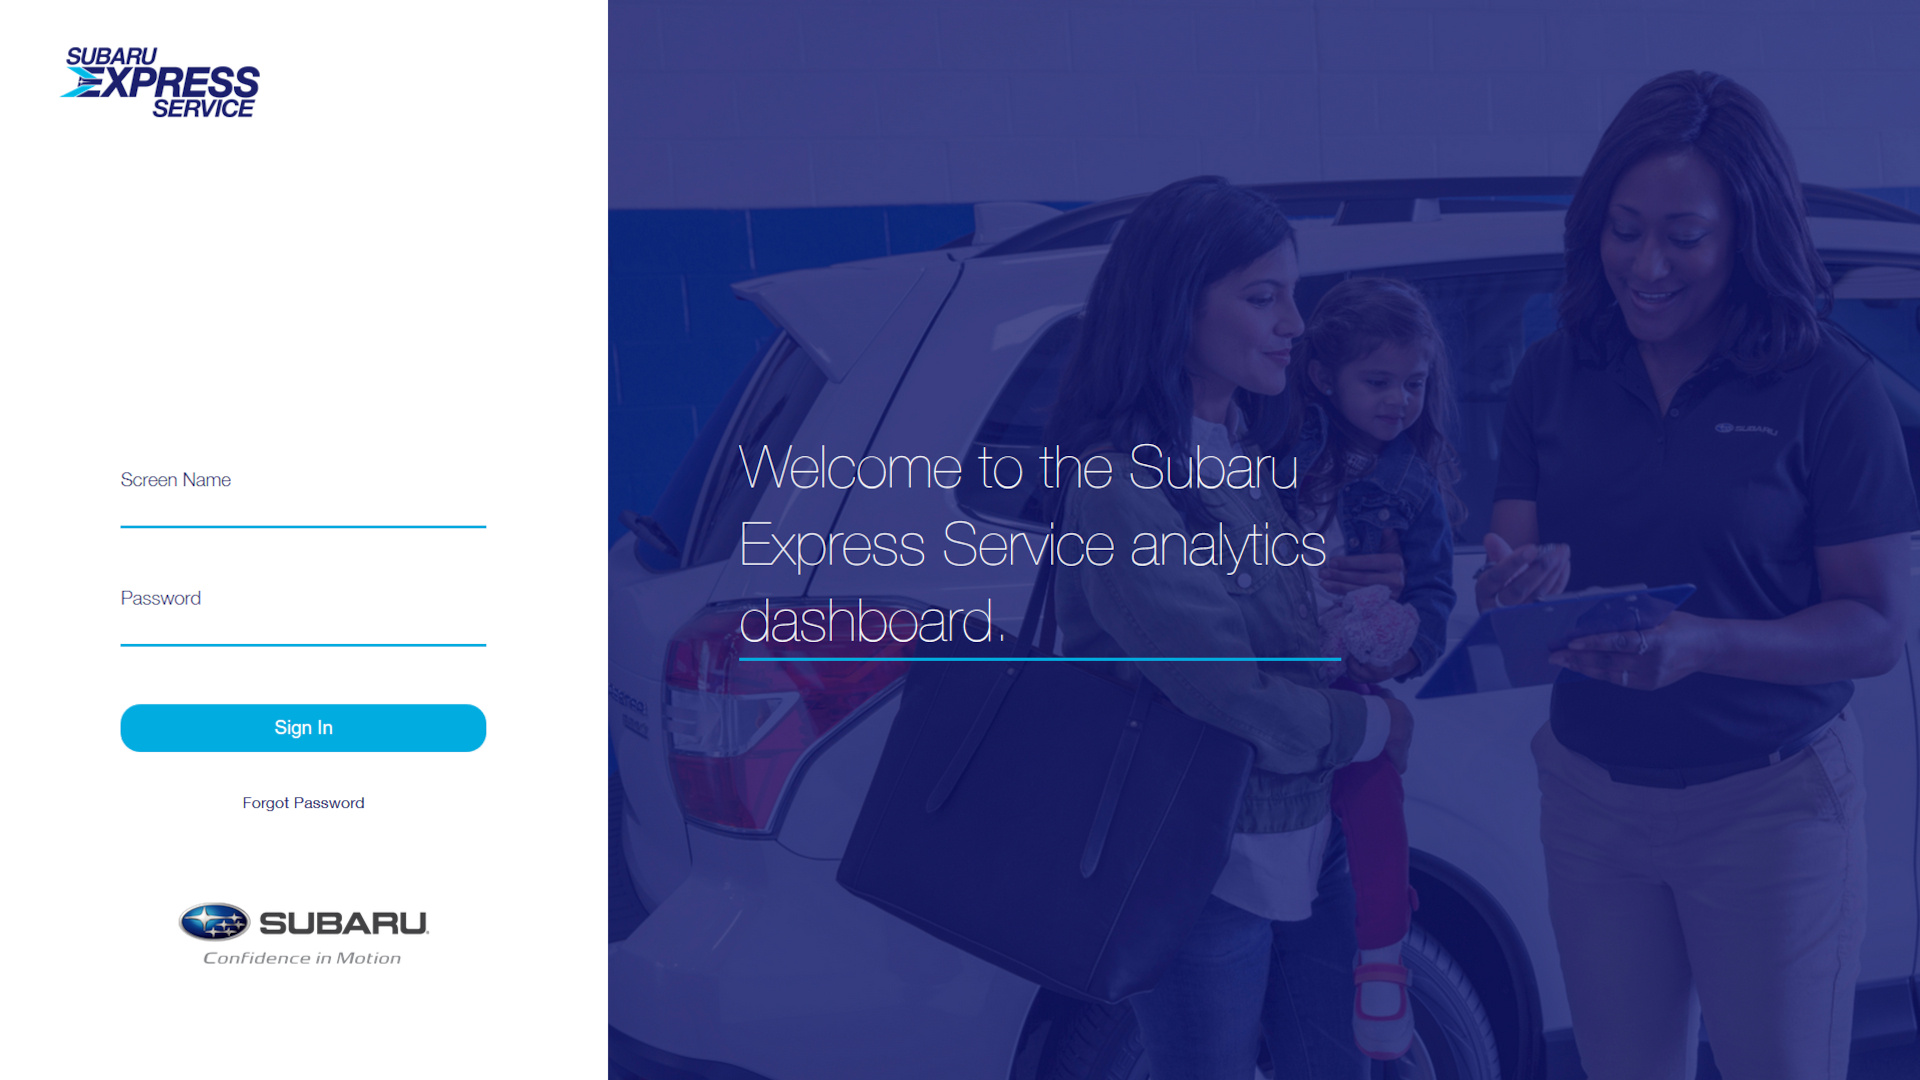 SUBARU
EXPRESS
SERVICE
Screen Name
Password
Sign In
Forgot Password
SUBARU
Confidence in Motion
Welcome to the Subaru
Express Service analytics
dashboard.
SUBARU